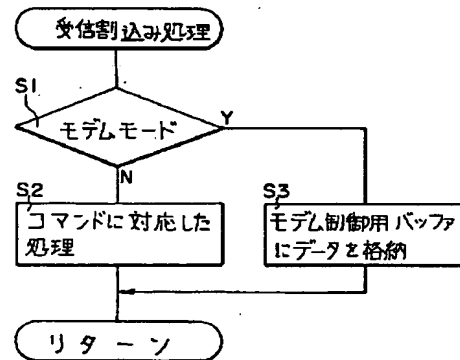 受信割込み処理
S1
モデムモード
Y
N
S2
コマンドに対応した
処理
S3
モデム制御用バッファ
にデータを格納
リターン